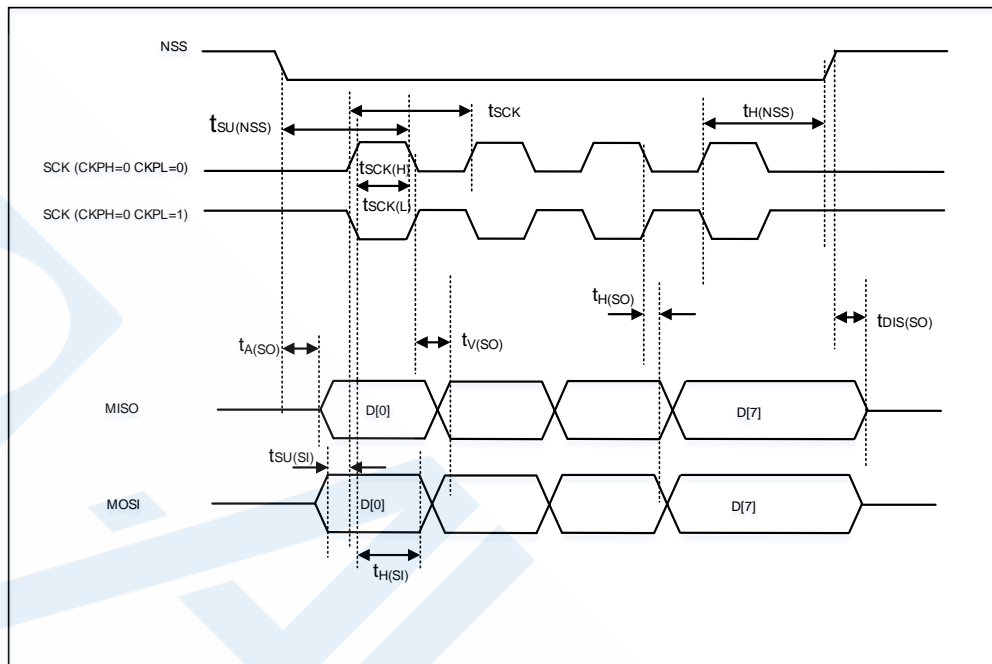 NSS
tSCK
tH(NSS)
tSU(NSS)
SCK (CKPH=0 CKPL=0)
tSCK(H)
tSCK(L)
SCK (CKPH=0 CKPL=1)
tH(SO)
tDIS(SO)
tV(SO)
tA(SO)
MISO
D[0]
D[7]
tSU(SI)
MOSI
D[0]
D[7]
tH(SI)